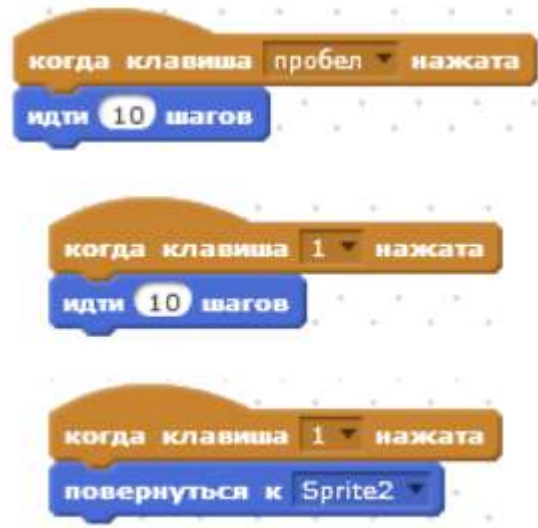 когда клавиша пробел нажата
идти 10 шагов
когда клавиша 1 нажата
идти 10 шагов
когда клавиша 1 нажата
повернуться к Sprite2